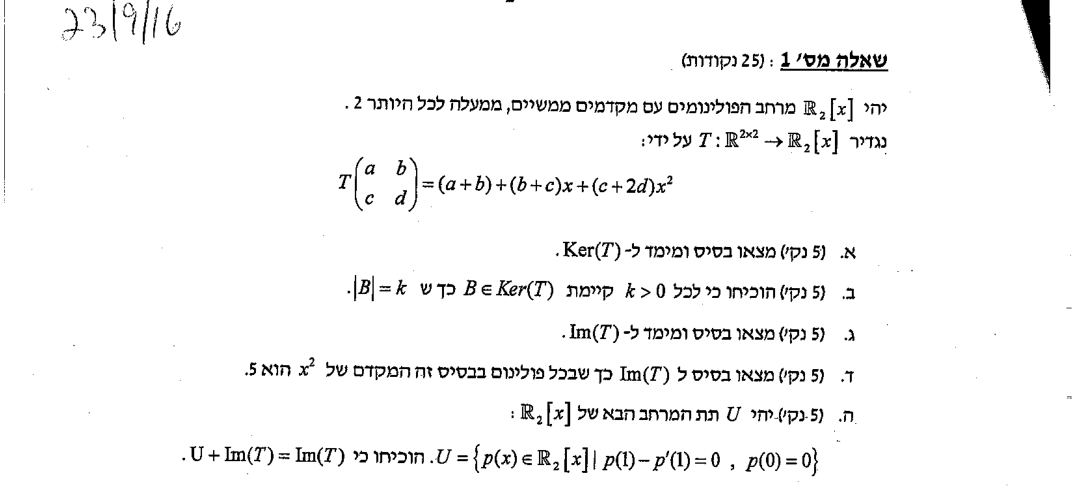 23/9/16
שאלה מס' 1 : (25 נקודות)
יהי ℝ₂[x] מרחב הפולינומים עם מקדמים ממשיים, ממעלה לכל היותר 2 .
נגדיר T : ℝ²ˣ² → ℝ₂[x] על ידי:
T(a b; c d) = (a+b)+(b+c)x+(c+2d)x²
א. (5 נק') מצאו בסיס ומימד ל- Ker(T) .
ב. (5 נק') הוכיחו כי לכל k > 0 קיימת B ∈ Ker(T) כך ש |B| = k .
ג. (5 נק') מצאו בסיס ומימד ל- Im(T) .
ד. (5 נק') מצאו בסיס ל Im(T) כך שבכל פולינום בבסיס זה המקדם של x² הוא 5.
ה. (5 נק') יהי U תת המרחב הבא של ℝ₂[x] :
U = {p(x) ∈ ℝ₂[x] | p(1) − p'(1) = 0 , p(0) = 0} . הוכיחו כי U + Im(T) = Im(T) .